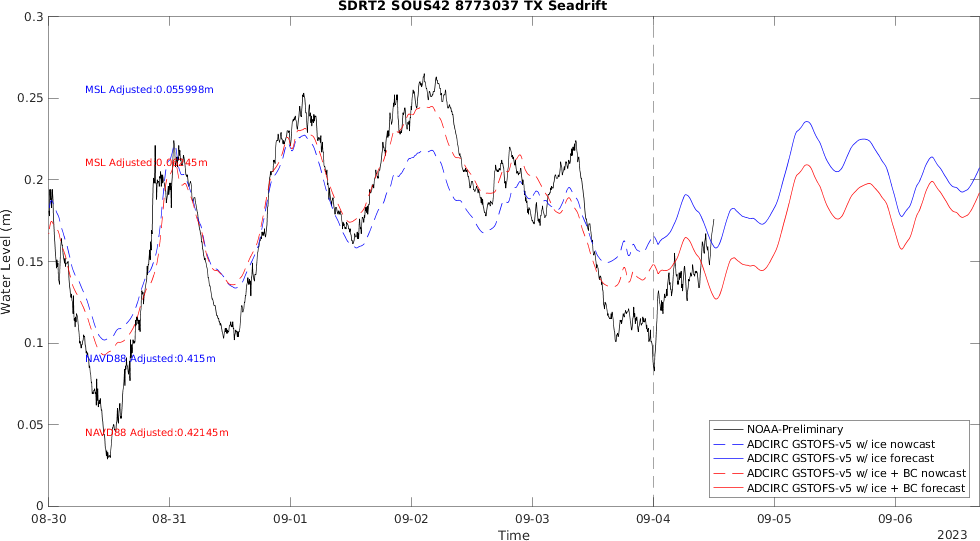 SDRT2 SOUS42 8773037 TX Seadrift
0.3
0.25
0.2
0.15
0.1
0.05
0
Water Level (m)
MSL Adjusted:0.055998m
MSL Adjusted
NAVD88 Adjusted:0.415m
NAVD88 Adjusted:0.42145m
NOAA-Preliminary
ADCIRC GSTOFS-v5 w/ ice nowcast
ADCIRC GSTOFS-v5 w/ ice forecast
ADCIRC GSTOFS-v5 w/ ice + BC nowcast
ADCIRC GSTOFS-v5 w/ ice + BC forecast
08-30 08-31 09-01 09-02 09-03 09-04 09-05 09-06
Time
2023